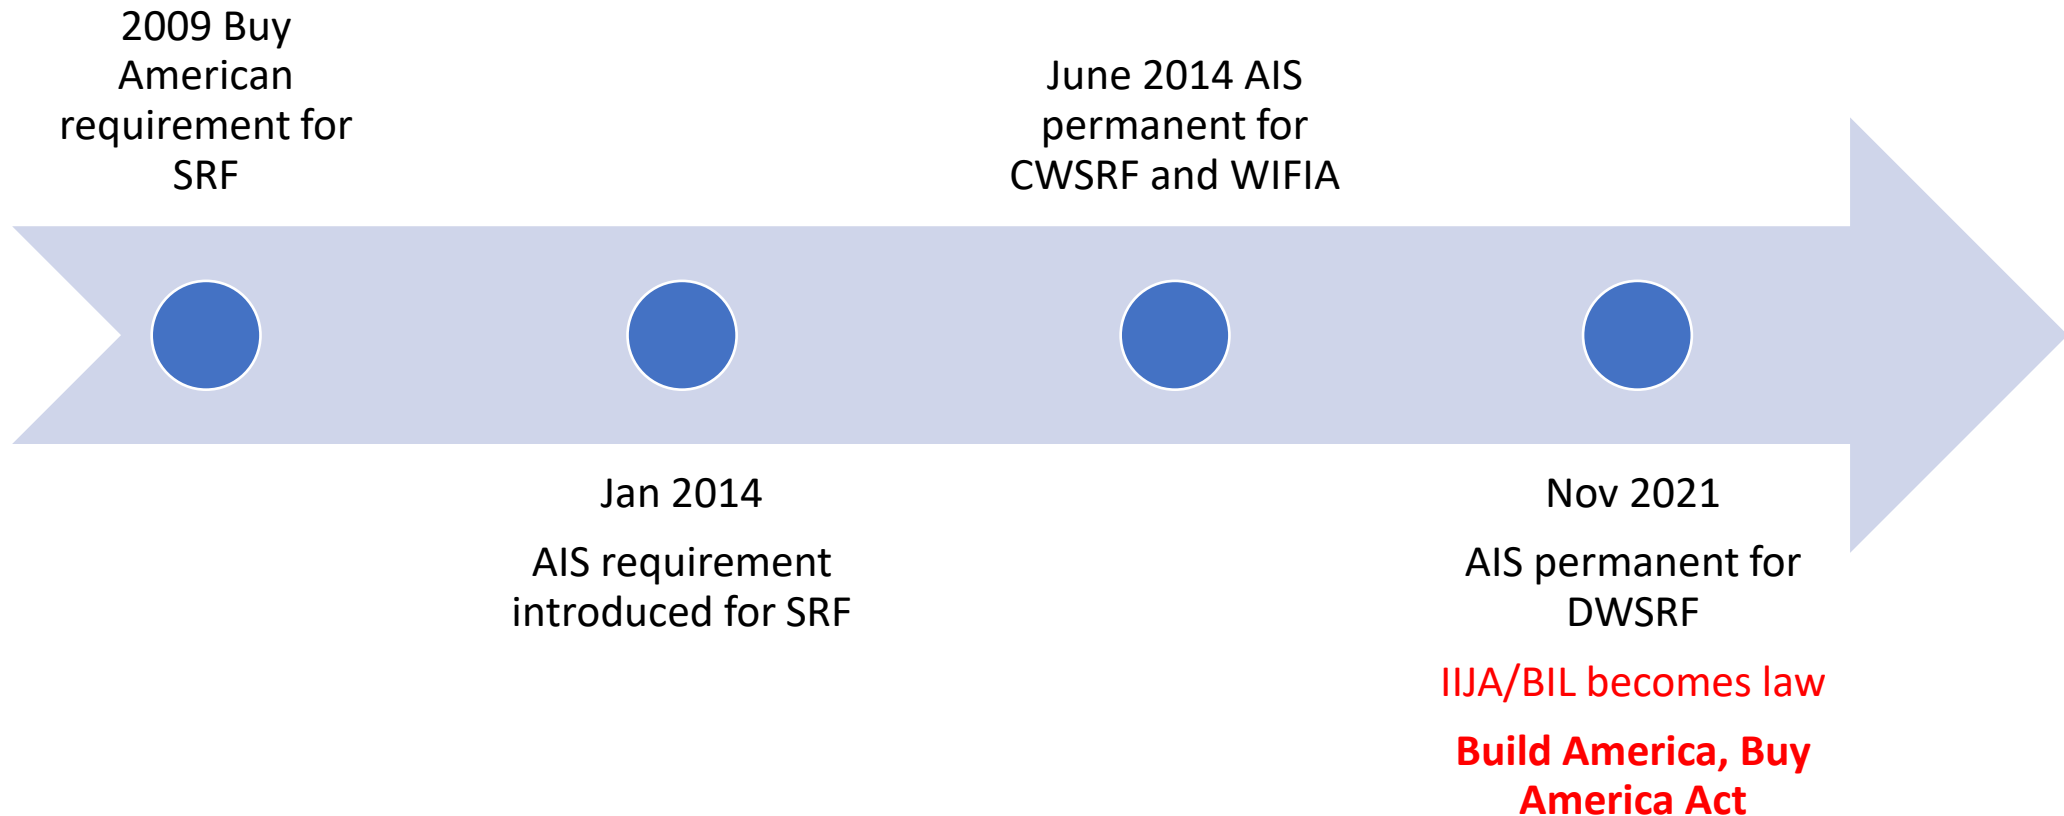 2009 Buy
American
requirement for
SRF
Jan 2014
AIS requirement
introduced for SRF
June 2014 AIS
permanent for
CWSRF and WIFIA
Nov 2021
AIS permanent for
DWSRF
IIJA/BIL becomes law
Build America, Buy
America Act